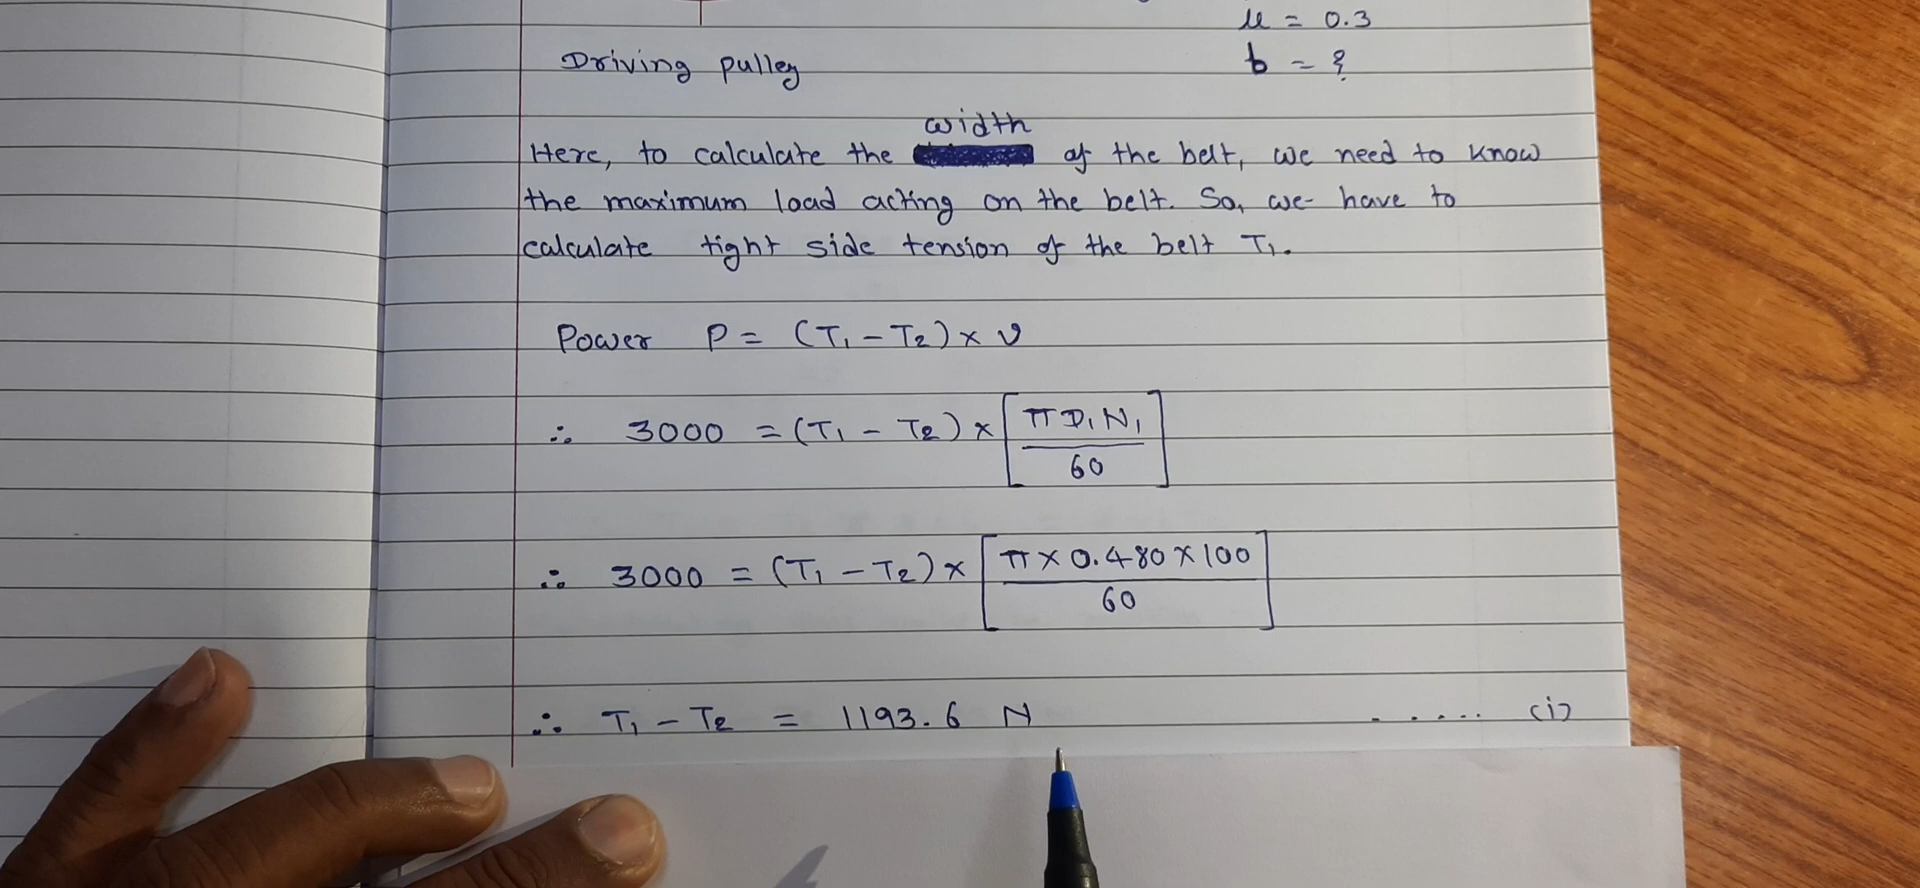 μ = 0.3
Driving pulley
b = ?
width
Here, to calculate the of the belt, we need to know
the maximum load acting on the belt. So, we have to
calculate tight side tension of the belt T₁.
Power P = (T₁ - T₂) × v
∴ 3000 = (T₁ - T₂) × [π D₁ N₁ / 60]
∴ 3000 = (T₁ - T₂) × [π × 0.480 × 100 / 60]
∴ T₁ - T₂ = 1193.6 N ..... (i)